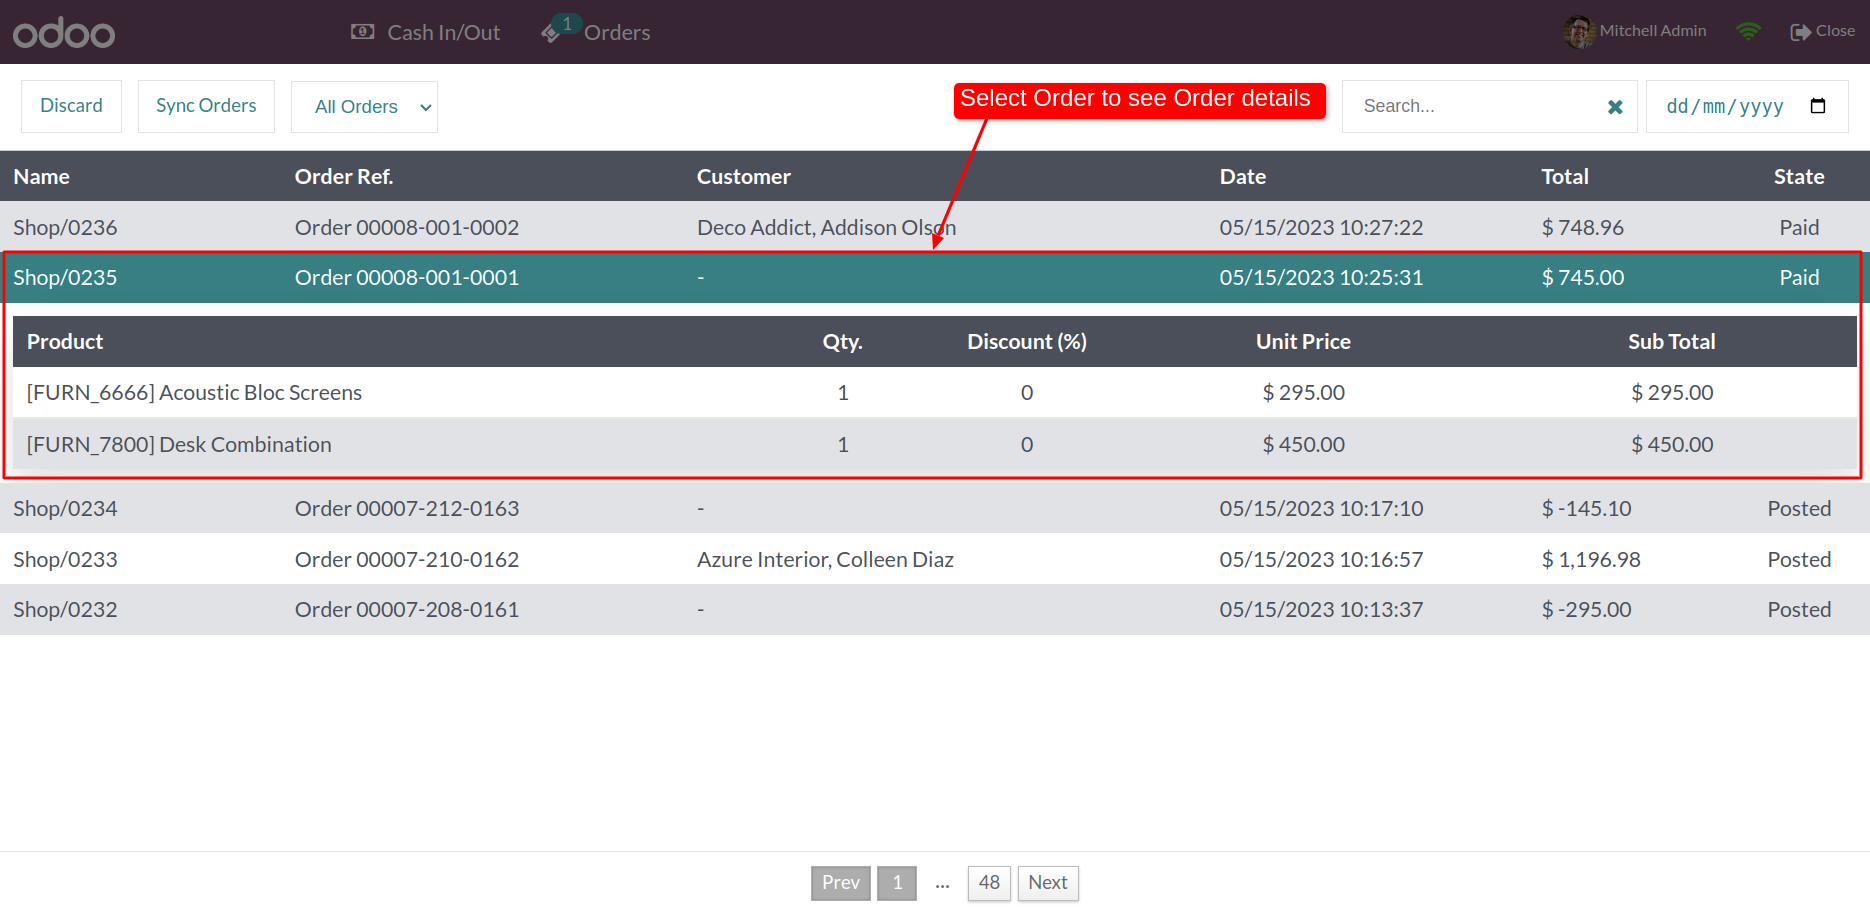 odoo Cash In/Out 1 Orders Mitchell Admin Close
Discard Sync Orders All Orders Select Order to see Order details Search... dd/mm/yyyy
Name Order Ref. Customer Date Total State
Shop/0236 Order 00008-001-0002 Deco Addict, Addison Olson 05/15/2023 10:27:22 $ 748.96 Paid
Shop/0235 Order 00008-001-0001 - 05/15/2023 10:25:31 $ 745.00 Paid
Product Qty. Discount (%) Unit Price Sub Total
[FURN_6666] Acoustic Bloc Screens 1 0 $ 295.00 $ 295.00
[FURN_7800] Desk Combination 1 0 $ 450.00 $ 450.00
Shop/0234 Order 00007-212-0163 - 05/15/2023 10:17:10 $ -145.10 Posted
Shop/0233 Order 00007-210-0162 Azure Interior, Colleen Diaz 05/15/2023 10:16:57 $ 1,196.98 Posted
Shop/0232 Order 00007-208-0161 - 05/15/2023 10:13:37 $ -295.00 Posted
Prev 1 ... 48 Next